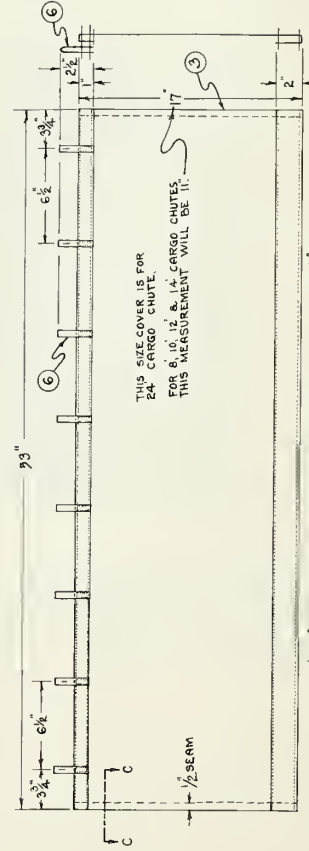 53"
6
2½"
1"
3¾"
6½"
17"
3
2"
6
THIS SIZE COVER IS FOR
24' CARGO CHUTE.
FOR 8', 10', 12' & 14' CARGO CHUTES
THIS MEASUREMENT WILL BE 11".
6½"
3¾"
C
C
½" SEAM